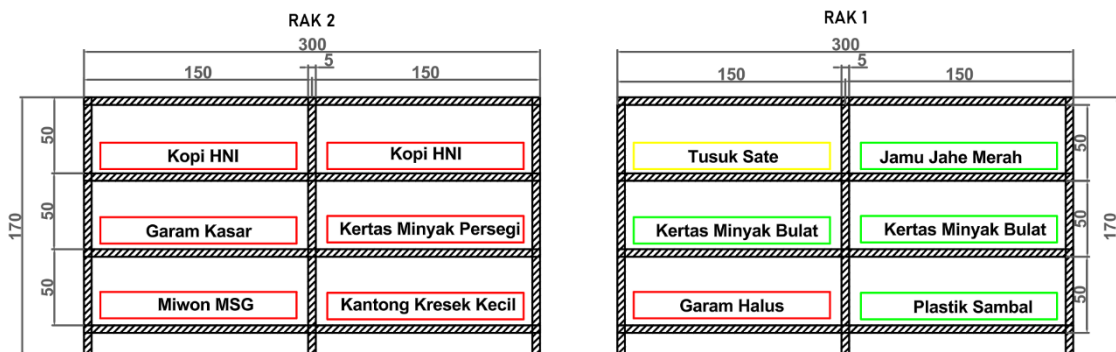 RAK 2
300
5
150
150
50
Kopi HNI
Kopi HNI
170
50
Garam Kasar
Kertas Minyak Persegi
50
Miwon MSG
Kantong Kresek Kecil
RAK 1
300
5
150
150
Tusuk Sate
Jamu Jahe Merah
50
Kertas Minyak Bulat
Kertas Minyak Bulat
50
170
Garam Halus
Plastik Sambal
50